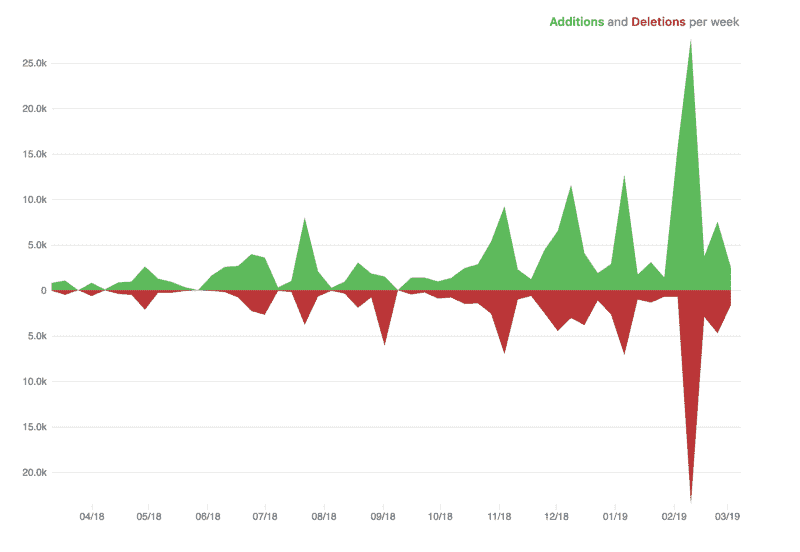 Additions and Deletions per week
25.0k
20.0k
15.0k
10.0k
5.0k
0
5.0k
10.0k
15.0k
20.0k
04/18 05/18 06/18 07/18 08/18 09/18 10/18 11/18 12/18 01/19 02/19 03/19